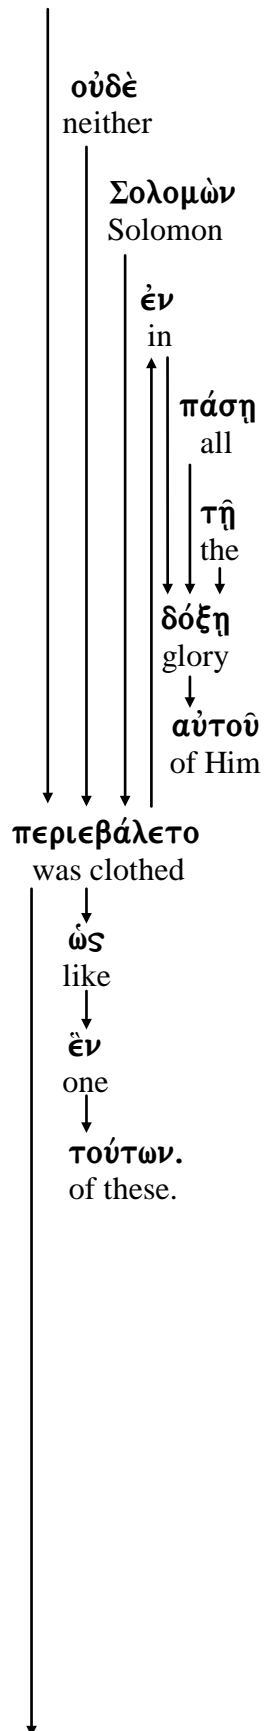 οὐδὲ
neither
Σολομὼν
Solomon
ἐν
in
πάσῃ
all
τῇ
the
δόξῃ
glory
αὐτοῦ
of Him
περιεβάλετο
was clothed
ὡς
like
ἓν
one
τούτων.
of these.